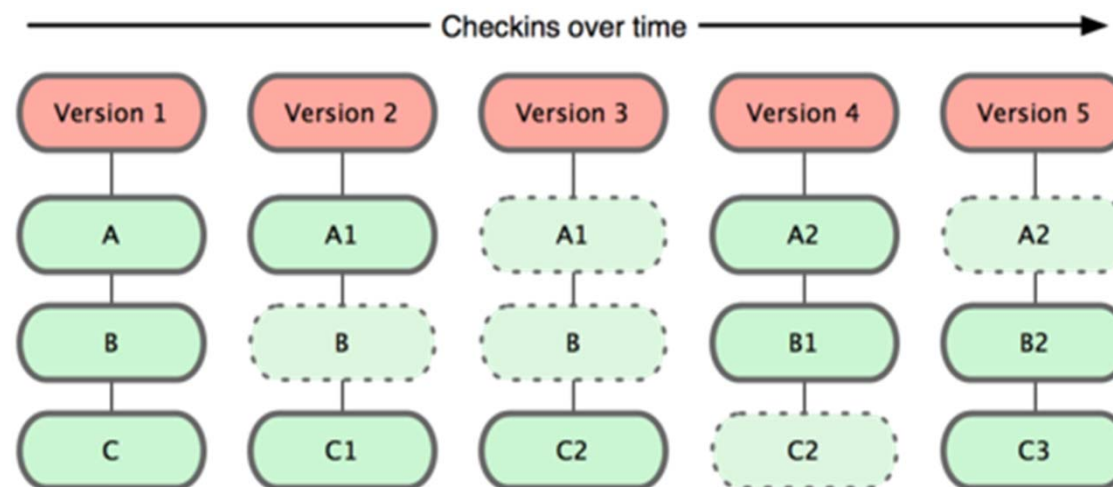 Checkins over time
Version 1 Version 2 Version 3 Version 4 Version 5
A A1 A1 A2 A2
B B B B1 B2
C C1 C2 C2 C3